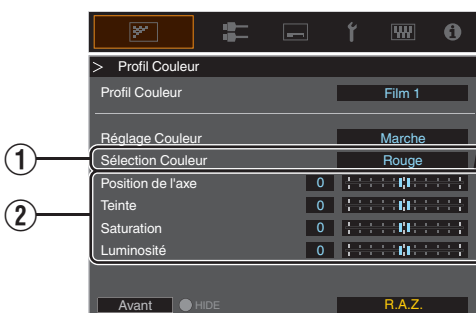 > Profil Couleur
Profil Couleur Film 1
Réglage Couleur Marche
① Sélection Couleur Rouge
② Position de l'axe 0
Teinte 0
Saturation 0
Luminosité 0
Avant HIDE R.A.Z.